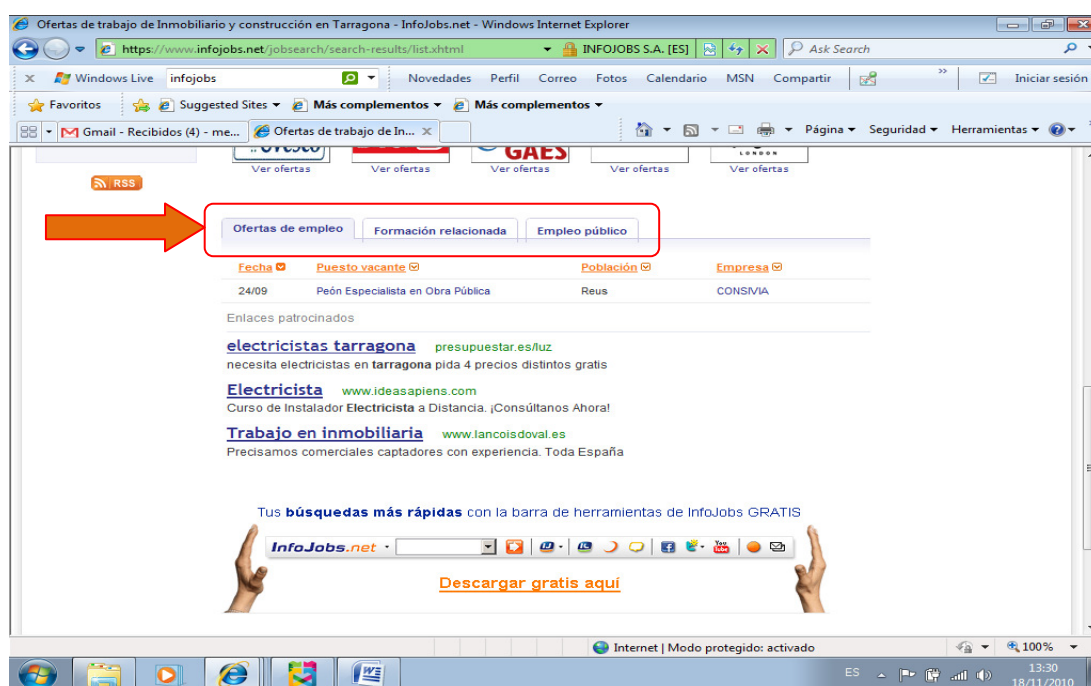 Ofertas de trabajo de Inmobiliario y construcción en Tarragona - InfoJobs.net - Windows Internet Explorer
https://www.infojobs.net/jobsearch/search-results/list.xhtml INFOJOBS S.A. [ES] Ask Search
x Windows Live infojobs Novedades Perfil Correo Fotos Calendario MSN Compartir » Iniciar sesión
Favoritos Suggested Sites Más complementos Más complementos
Gmail - Recibidos (4) - me... Ofertas de trabajo de In... x Página Seguridad Herramientas
GAES LONDON
Ver ofertas Ver ofertas Ver ofertas Ver ofertas Ver ofertas
RSS
Ofertas de empleo Formación relacionada Empleo público
Fecha Puesto vacante Población Empresa
24/09 Peón Especialista en Obra Pública Reus CONSIVIA
Enlaces patrocinados
electricistas tarragona presupuestar.es/luz
necesita electricistas en tarragona pida 4 precios distintos gratis
Electricista www.ideasapiens.com
Curso de Instalador Electricista a Distancia. ¡Consúltanos Ahora!
Trabajo en inmobiliaria www.lancoisdoval.es
Precisamos comerciales captadores con experiencia. Toda España
Tus búsquedas más rápidas con la barra de herramientas de InfoJobs GRATIS
InfoJobs.net You Tube
Descargar gratis aquí
Internet | Modo protegido: activado 100%
ES 13:30
18/11/2010